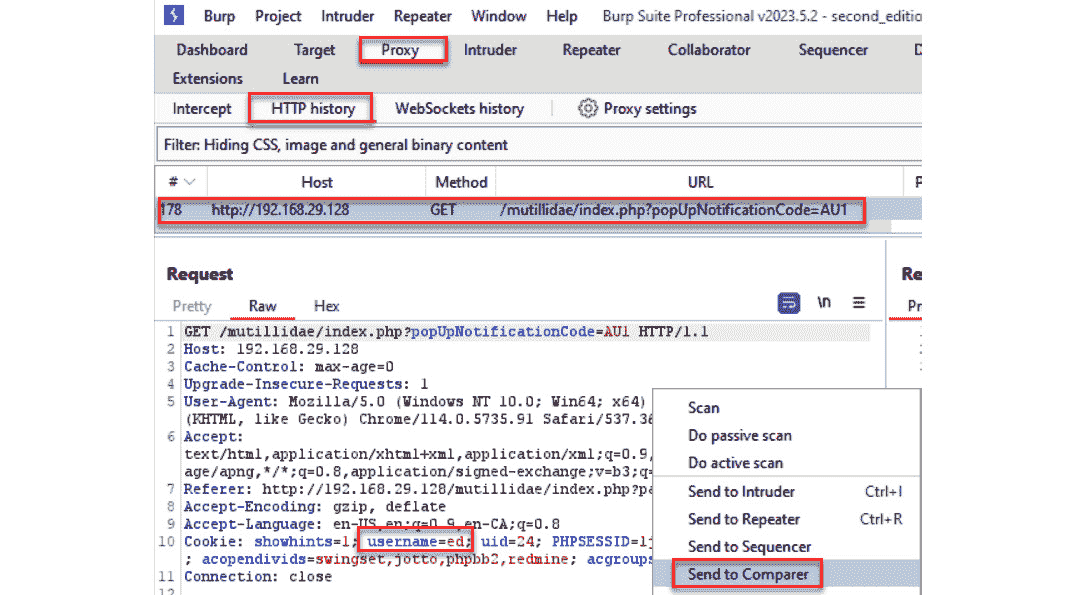 Burp Project Intruder Repeater Window Help Burp Suite Professional v2023.5.2 - second_editio
Dashboard Target Proxy Intruder Repeater Collaborator Sequencer
Extensions Learn
Intercept HTTP history WebSockets history Proxy settings
Filter: Hiding CSS, image and general binary content
# Host Method URL
178 http://192.168.29.128 GET /mutillidae/index.php?popUpNotificationCode=AU1
Request Re
Pretty Raw Hex \n Pr
1 GET /mutillidae/index.php?popUpNotificationCode=AU1 HTTP/1.1
2 Host: 192.168.29.128
3 Cache-Control: max-age=0
4 Upgrade-Insecure-Requests: 1
5 User-Agent: Mozilla/5.0 (Windows NT 10.0; Win64; x64)
(KHTML, like Gecko) Chrome/114.0.5735.91 Safari/537.36
6 Accept:
text/html,application/xhtml+xml,application/xml;q=0.9,
age/apng,*/*;q=0.8,application/signed-exchange;v=b3;q=
7 Referer: http://192.168.29.128/mutillidae/index.php?p
8 Accept-Encoding: gzip, deflate
9 Accept-Language: en-US,en;q=0.9,en-CA;q=0.8
10 Cookie: showhints=1; username=ed; uid=24; PHPSESSID=1
; acopendivids=swingset,jotto,phpbb2,redmine; acgroups
11 Connection: close
12
Scan
Do passive scan
Do active scan
Send to Intruder Ctrl+I
Send to Repeater Ctrl+R
Send to Sequencer
Send to Comparer